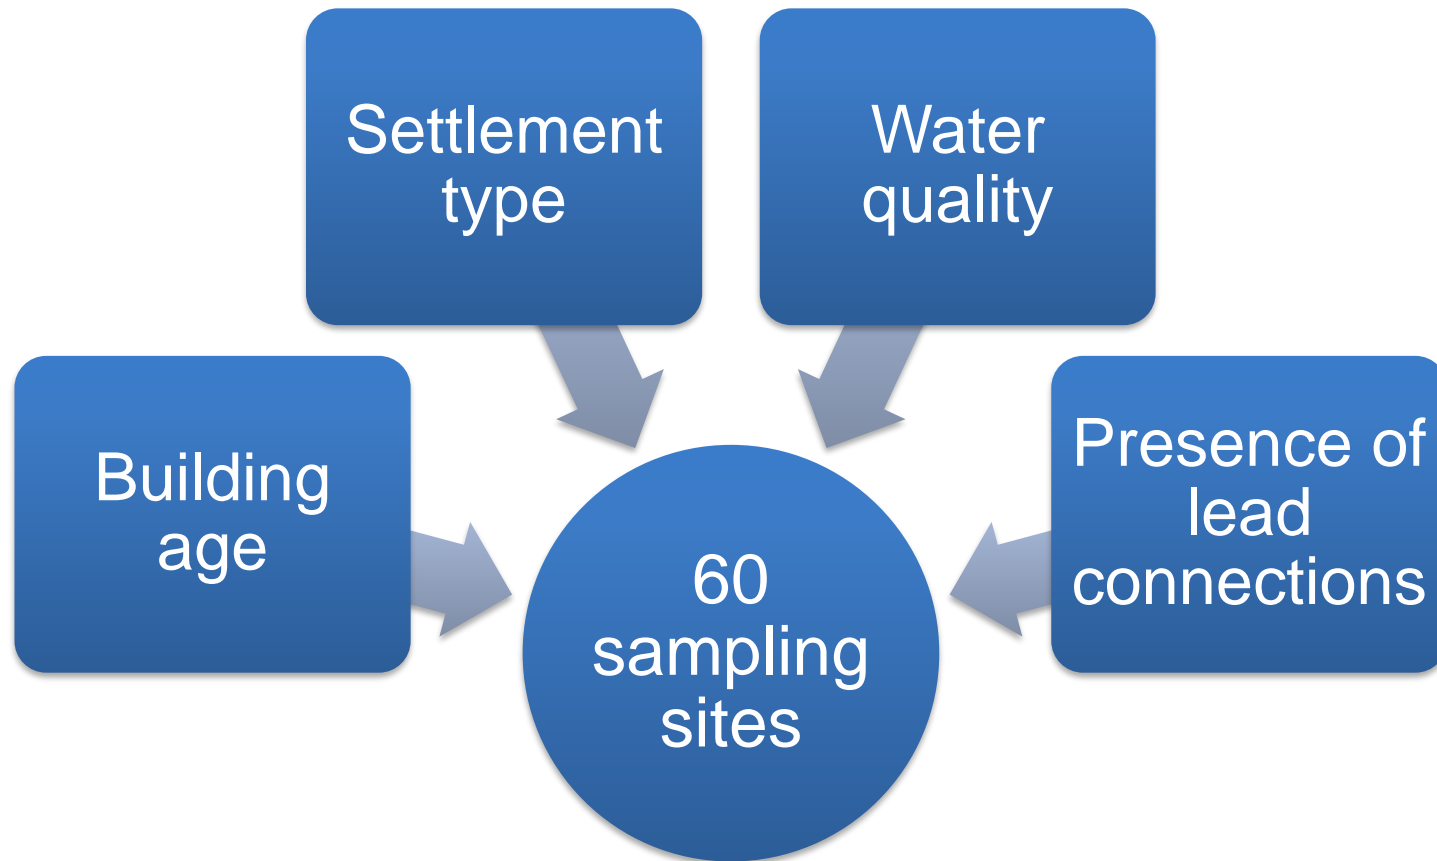 Settlement
type
Water
quality
Building
age
Presence of
lead
connections
60
sampling
sites